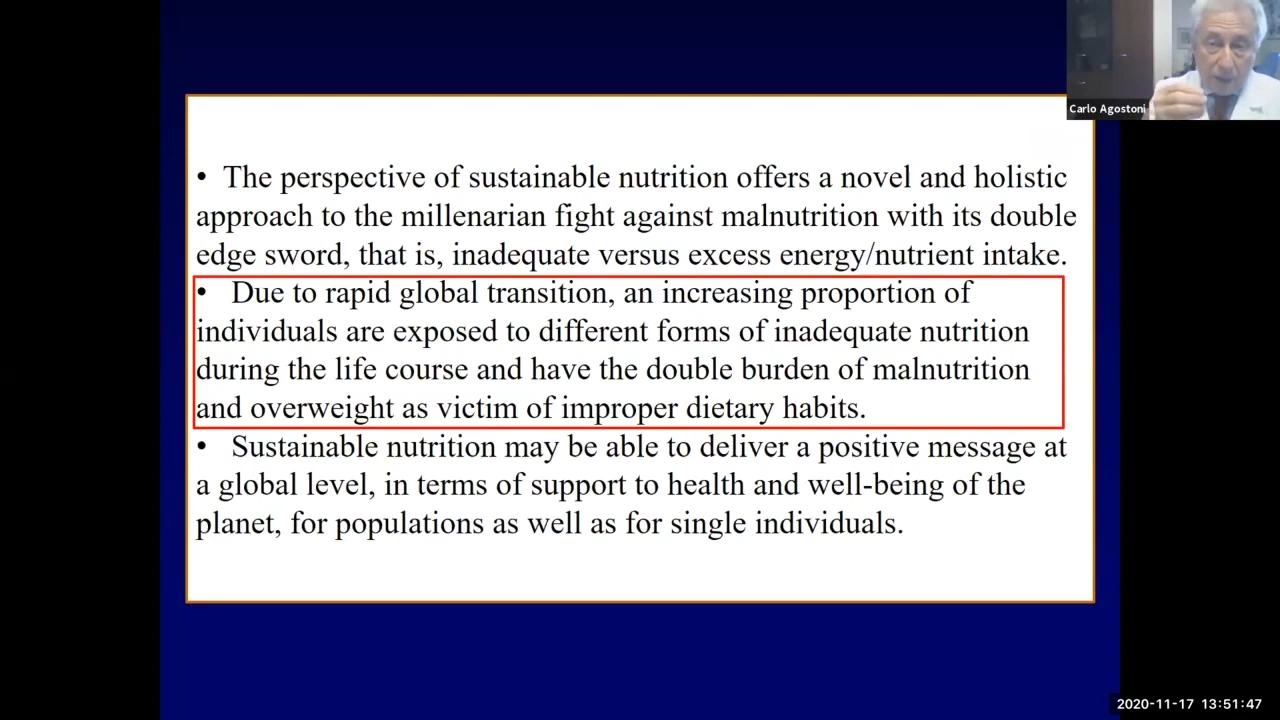 Carlo Agostoni
• The perspective of sustainable nutrition offers a novel and holistic
approach to the millenarian fight against malnutrition with its double
edge sword, that is, inadequate versus excess energy/nutrient intake.
• Due to rapid global transition, an increasing proportion of
individuals are exposed to different forms of inadequate nutrition
during the life course and have the double burden of malnutrition
and overweight as victim of improper dietary habits.
• Sustainable nutrition may be able to deliver a positive message at
a global level, in terms of support to health and well-being of the
planet, for populations as well as for single individuals.
2020-11-17 13:51:47